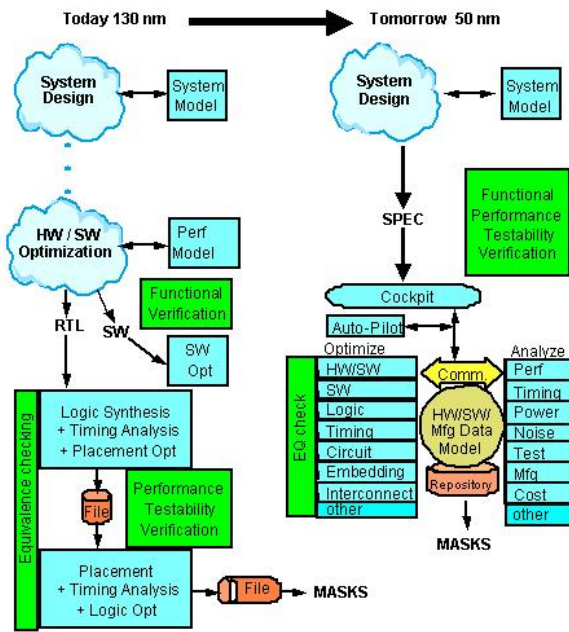 Today 130 nm
Tomorrow 50 nm
System
Design
System
Model
HW / SW
Optimization
Perf
Model
Functional
Verification
RTL
SW
SW
Opt
Equivalence checking
Logic Synthesis
+ Timing Analysis
+ Placement Opt
File
Performance
Testability
Verification
Placement
+ Timing Analysis
+ Logic Opt
File
MASKS
System
Design
System
Model
SPEC
Functional
Performance
Testability
Verification
Cockpit
Auto-Pilot
Optimize
EQ check
HW/SW
SW
Logic
Timing
Circuit
Embedding
Interconnect
other
Comm.
HW/SW/
Mfg Data
Model
Repository
MASKS
Analyze
Perf
Timing
Power
Noise
Test
Mfg
Cost
other